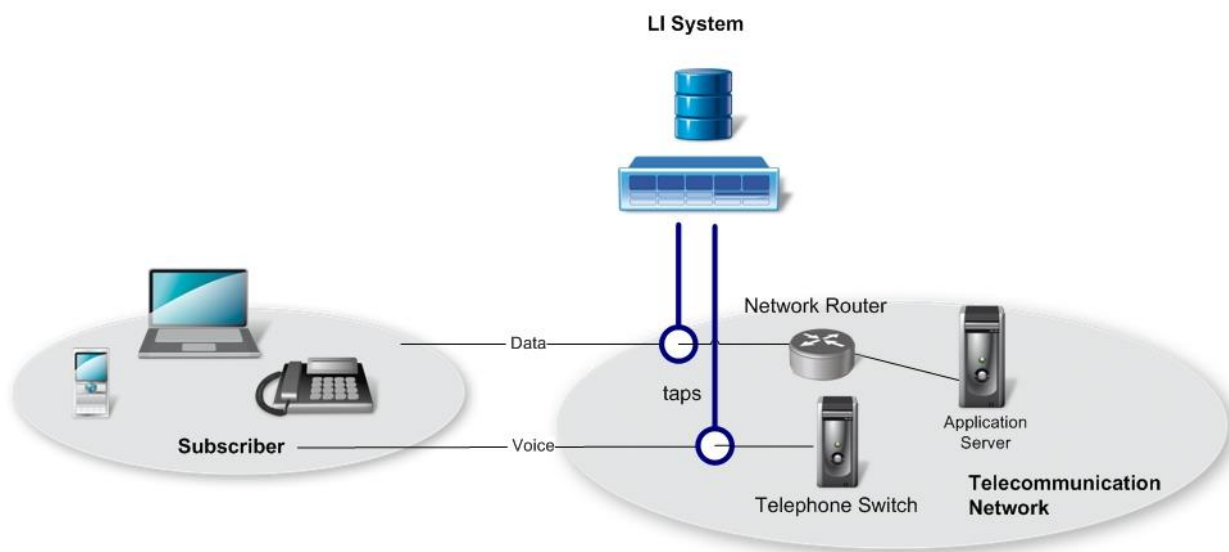 LI System
Network Router
Data
taps
Application
Server
Subscriber
Voice
Telephone Switch
Telecommunication
Network